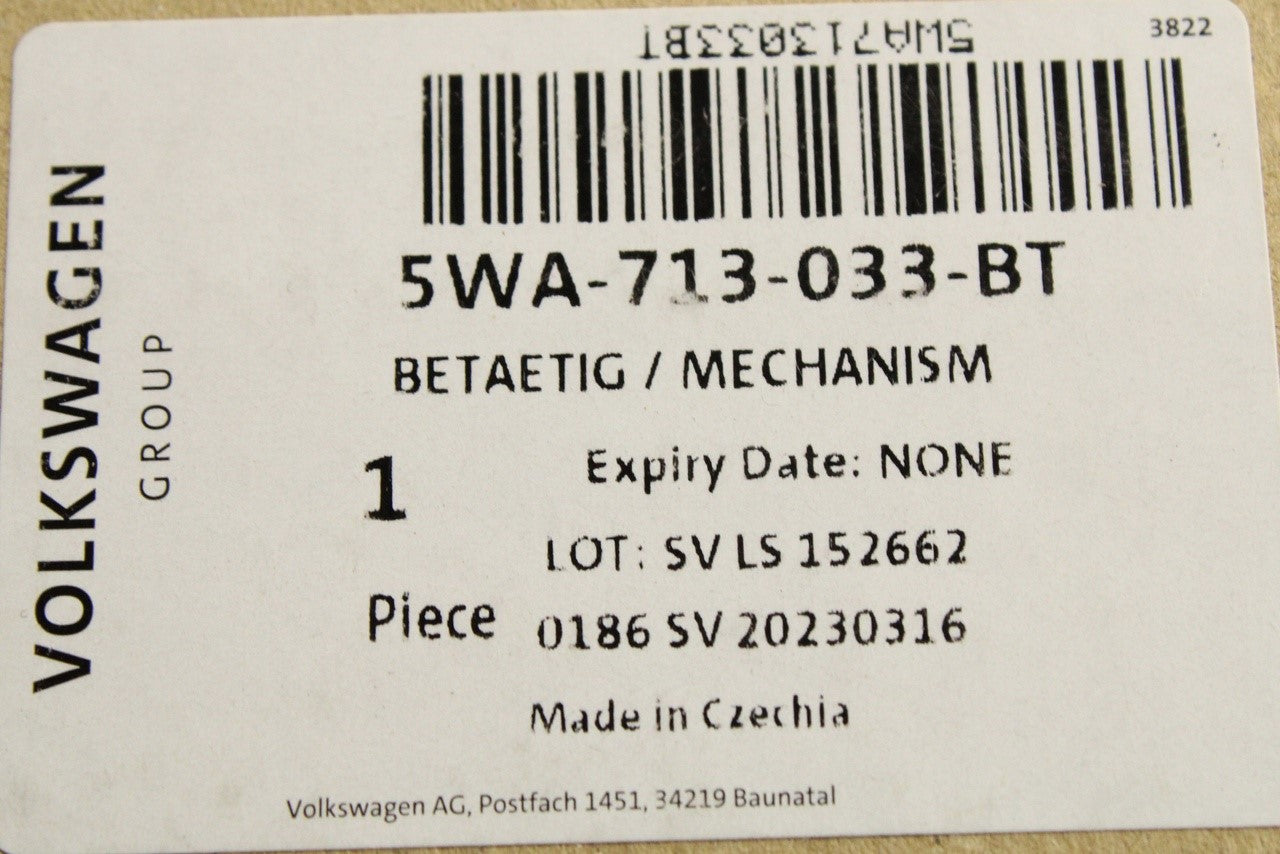 5WA713033BT
3822
5WA-713-033-BT
BETAETIG / MECHANISM
1
Expiry Date: NONE
LOT: SV LS 152662
Piece
0186 SV 20230316
Made in Czechia
Volkswagen AG, Postfach 1451, 34219 Baunatal
VOLKSWAGEN
GROUP